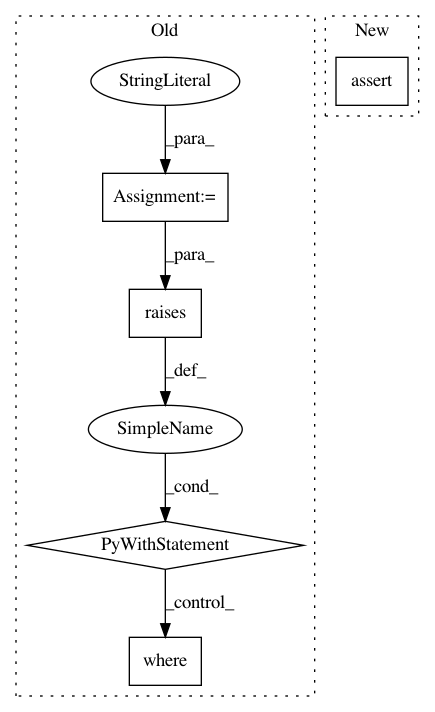 Old
New
StringLiteral
assert
_para_
Assignment:=
_para_
raises
_def_
SimpleName
_cond_
PyWithStatement
_control_
where